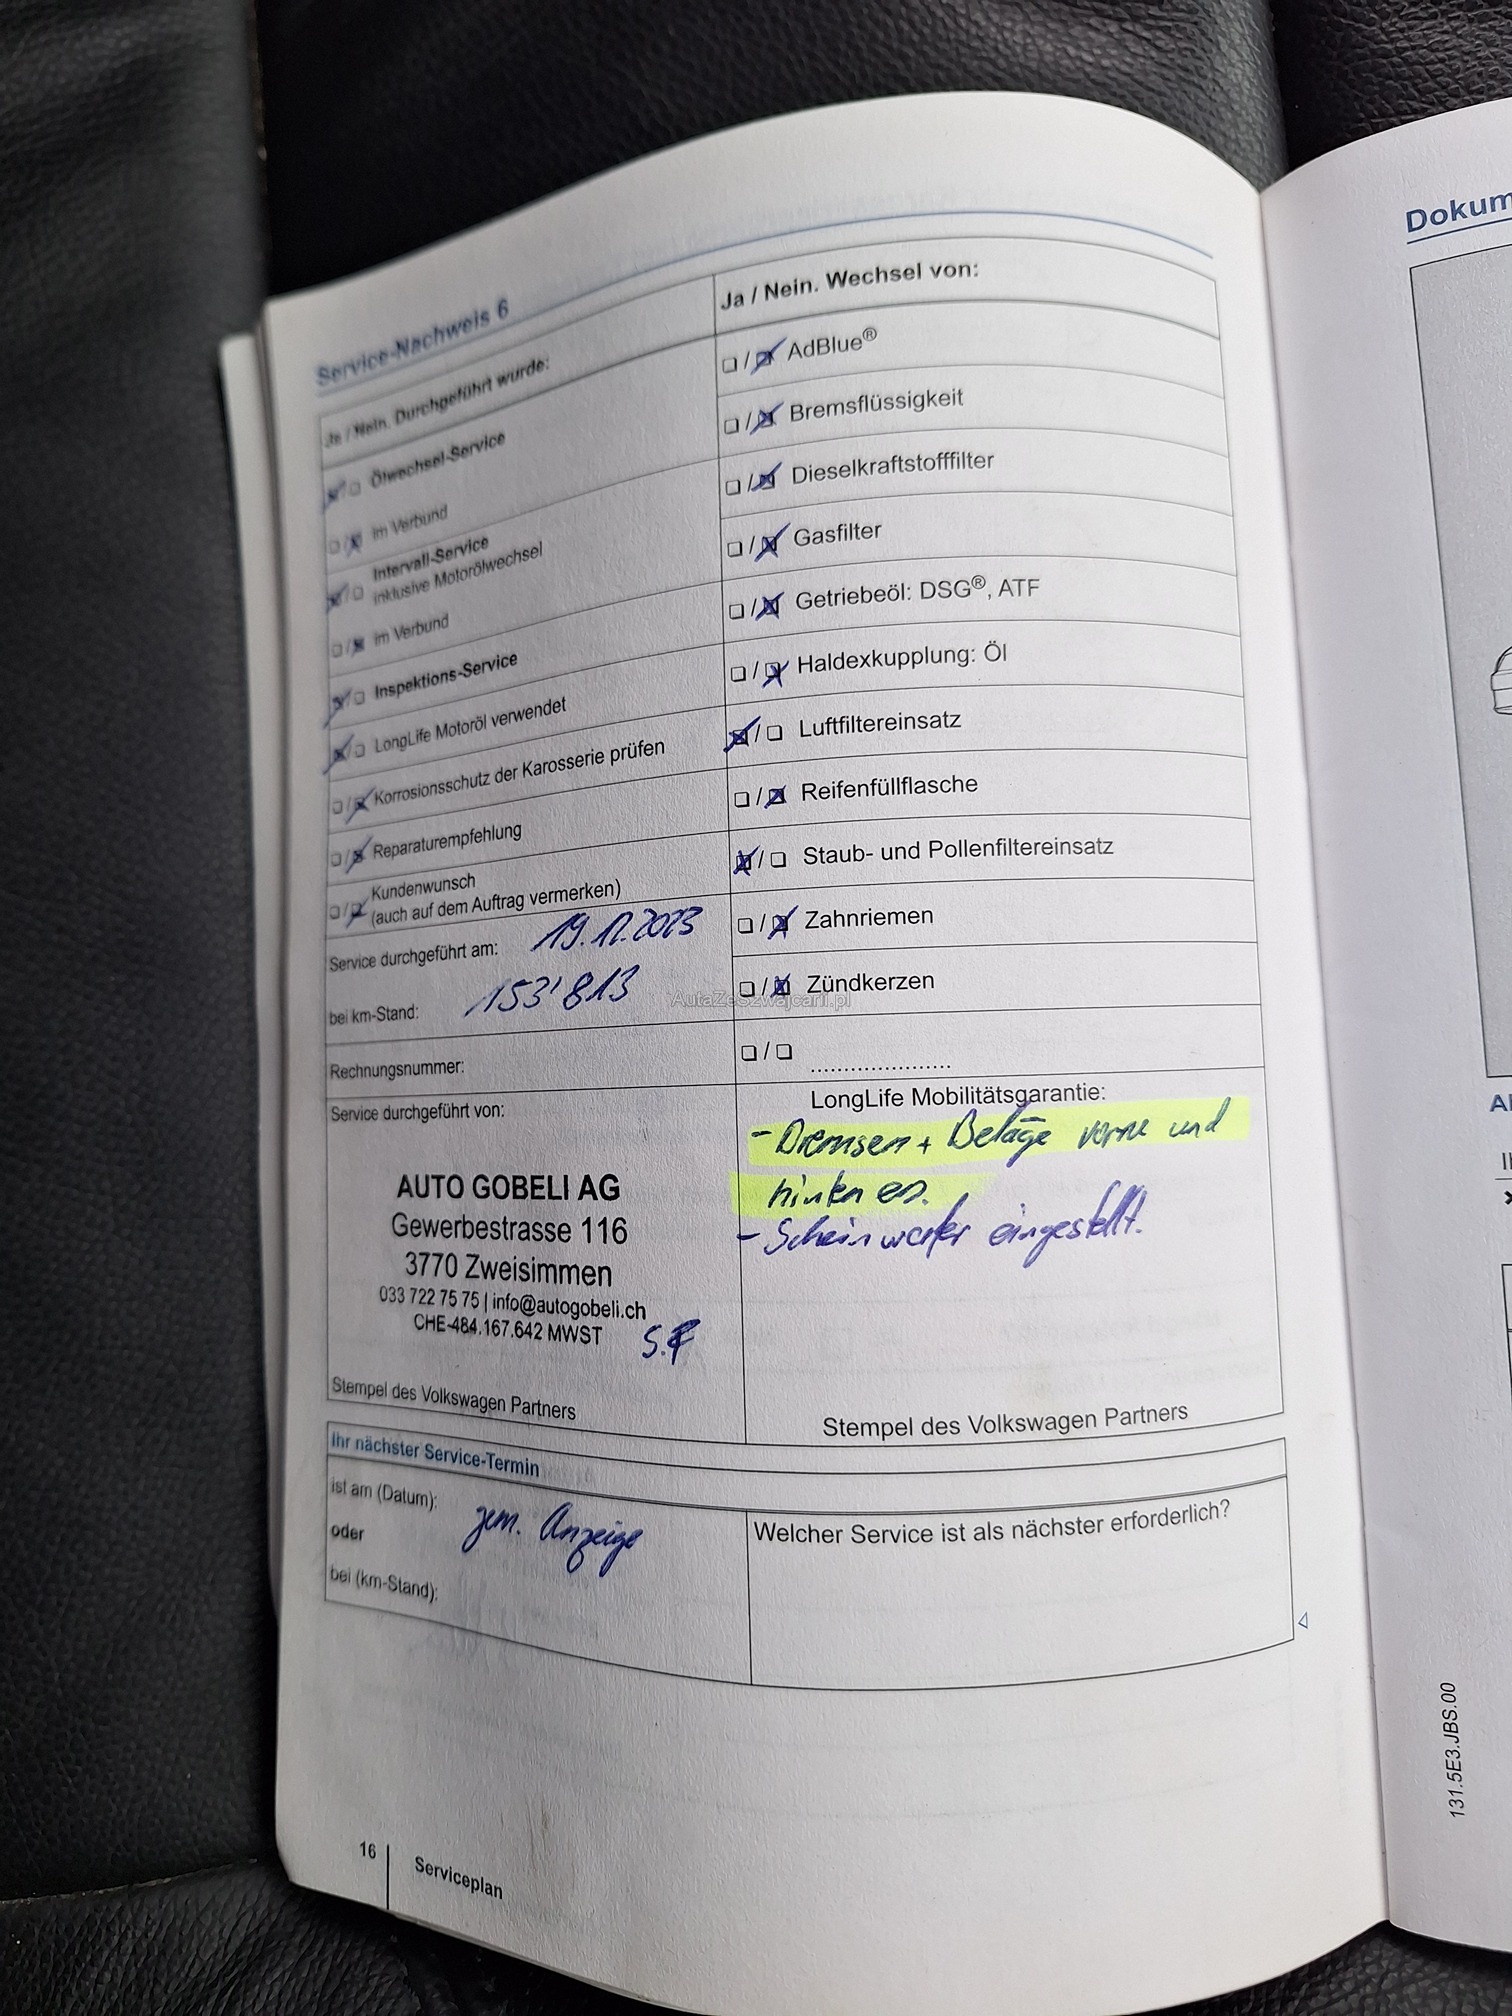 Service-Nachweis 6
Ja / Nein. Durchgeführt wurde:
Ölwechsel-Service
im Verbund
Intervall-Service
inklusive Motorölwechsel
im Verbund
Inspektions-Service
LongLife Motoröl verwendet
Korrosionsschutz der Karosserie prüfen
Reparaturempfehlung
Kundenwunsch
(auch auf dem Auftrag vermerken)
Service durchgeführt am: 19.12.2023
bei km-Stand: 153'813
Rechnungsnummer:
Service durchgeführt von:
AUTO GOBELI AG
Gewerbestrasse 116
3770 Zweisimmen
033 722 75 75 | info@autogobeli.ch
CHE-484.167.642 MWST
Stempel des Volkswagen Partners
Ja / Nein. Wechsel von:
AdBlue®
Bremsflüssigkeit
Dieselkraftstofffilter
Gasfilter
Getriebeöl: DSG®, ATF
Haldexkupplung: Öl
Luftfiltereinsatz
Reifenfüllflasche
Staub- und Pollenfiltereinsatz
Zahnriemen
Zündkerzen
AutaZeSzwajcarii.pl
LongLife Mobilitätsgarantie:
- Bremsen + Beläge vorne und
hinten ers.
- Scheinwerfer eingestellt.
Stempel des Volkswagen Partners
Ihr nächster Service-Termin
ist am (Datum): gem. Anzeige
oder
bei (km-Stand):
Welcher Service ist als nächster erforderlich?
16
Serviceplan
Dokum
131.5E3.JBS.00